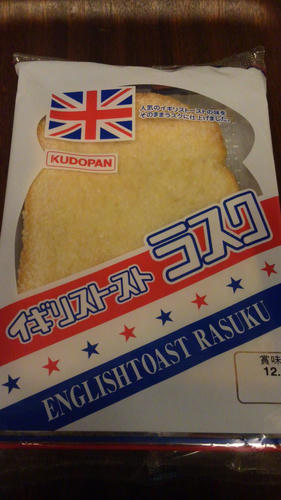 人気のイギリストーストの味を
そのままラスクに仕上げました。
KUDOPAN
イギリストースト ラスク
ENGLISHTOAST RASUKU
賞味
12.